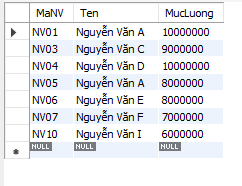 MaNV Ten MucLuong
NV01 Nguyễn Văn A 10000000
NV03 Nguyễn Văn C 9000000
NV04 Nguyễn Văn D 10000000
NV05 Nguyễn Văn A 8000000
NV06 Nguyễn Văn E 8000000
NV07 Nguyễn Văn F 7000000
NV10 Nguyễn Văn I 6000000
NULL NULL NULL